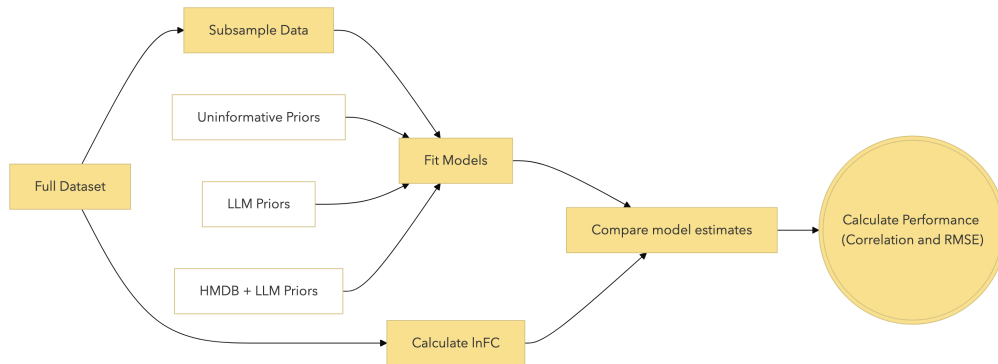 Subsample Data
Uninformative Priors
Fit Models
Full Dataset
LLM Priors
Compare model estimates
Calculate Performance
(Correlation and RMSE)
HMDB + LLM Priors
Calculate lnFC